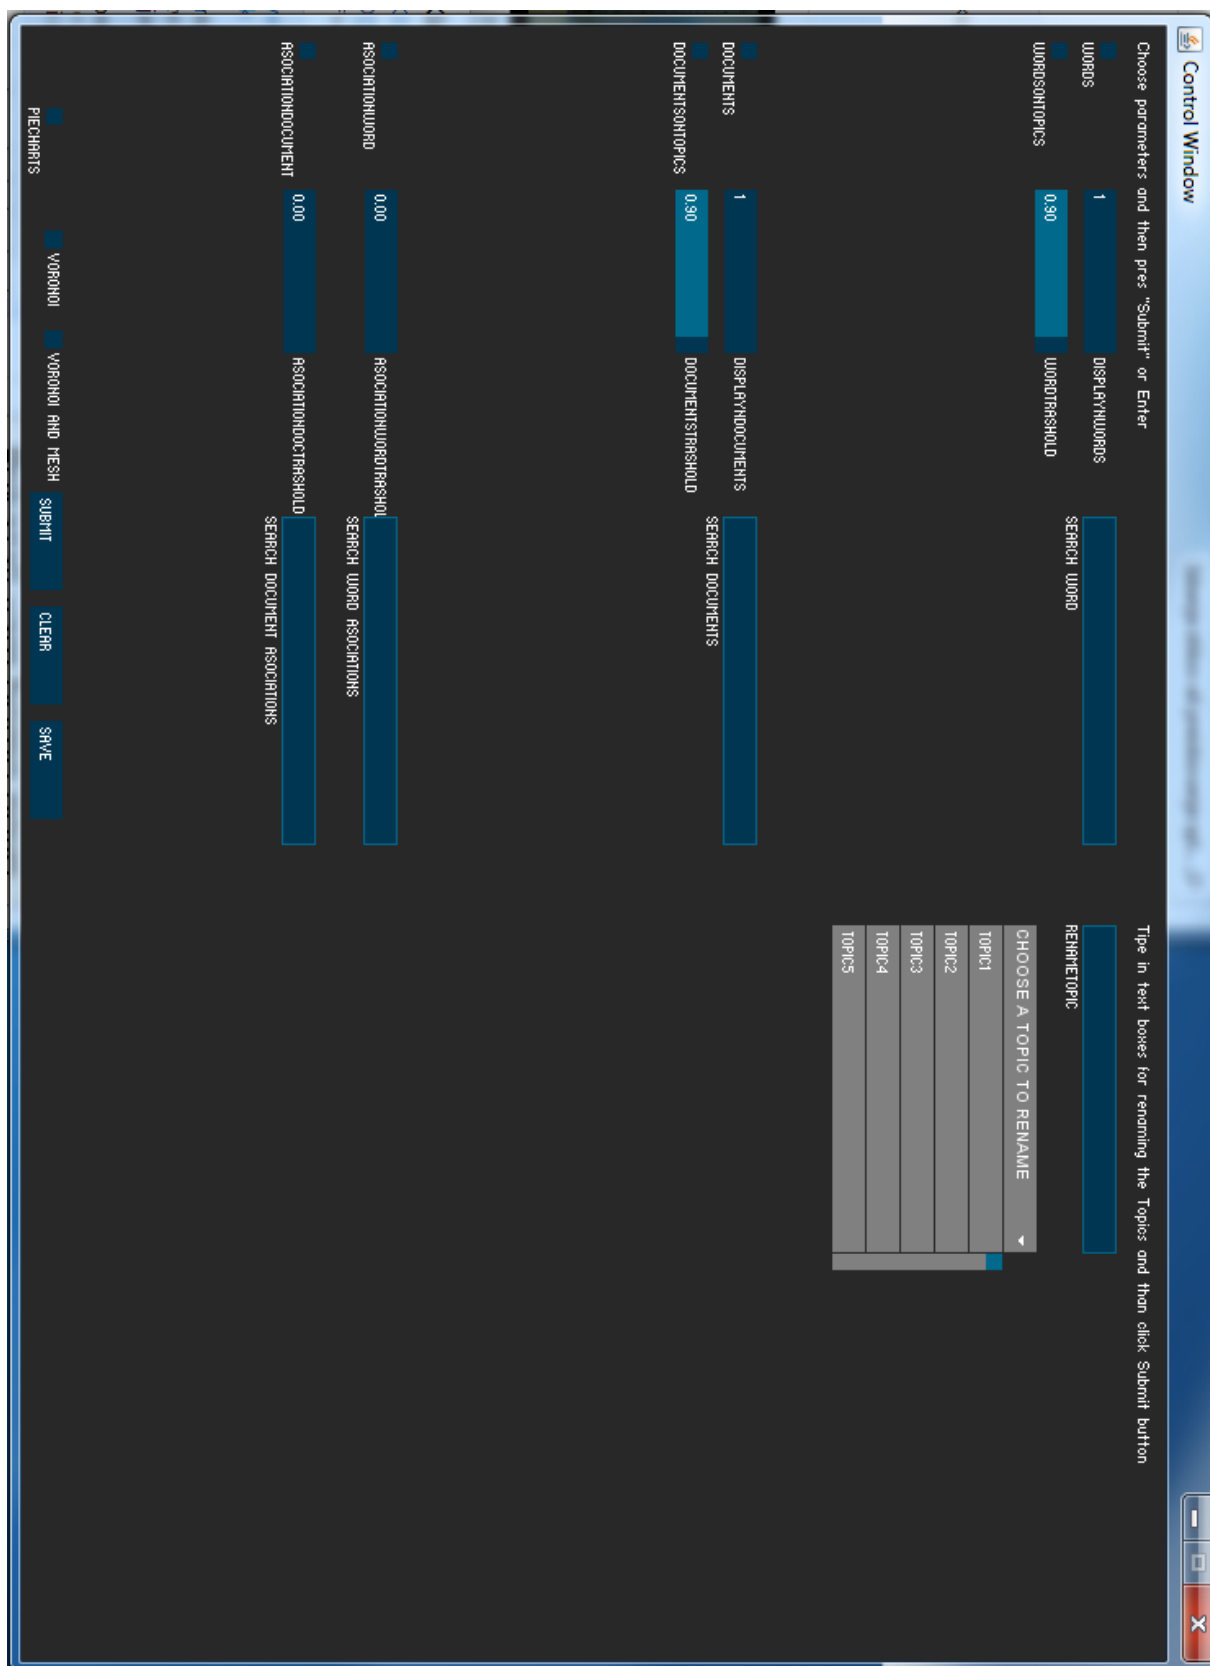 Control Window
Choose parameters and then pres "Submit" or Enter
Tipe in text boxes for renaming the Topics and than click Submit button
WORDS
1
DISPLAYNWORDS
SEARCH WORD
RENAMETOPIC
WORDSONTOPICS
0.90
WORDTRASHOLD
CHOOSE A TOPIC TO RENAME
TOPIC1
TOPIC2
TOPIC3
TOPIC4
TOPIC5
DOCUMENTS
1
DISPLAYNDOCUMENTS
SEARCH DOCUMENTS
DOCUMENTSONTOPICS
0.90
DOCUMENTSTRASHOLD
ASOCIATIONWORD
0.00
ASOCIATIONWORDTRASHOL
SEARCH WORD ASOCIATIONS
ASOCIATIONDOCUMENT
0.00
ASOCIATIONDOCTRASHOLD
SEARCH DOCUMENT ASOCIATIONS
PIECHARTS
VORONOI
VORONOI AND MESH
SUBMIT
CLEAR
SAVE